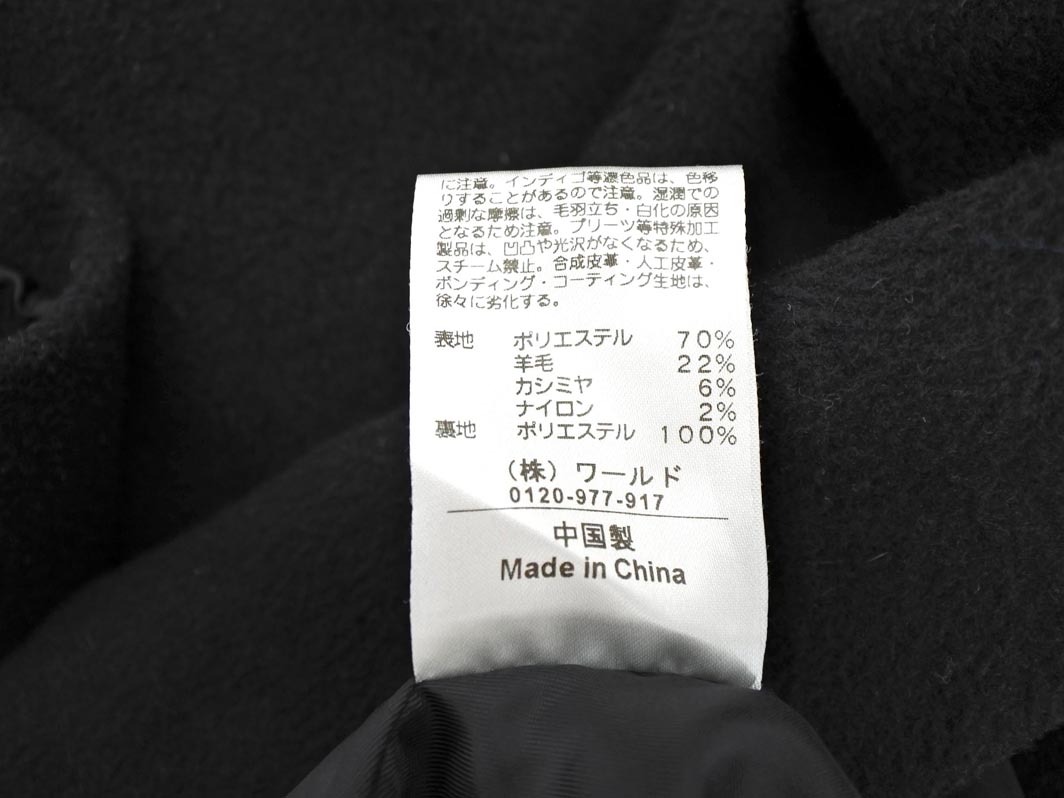 に注意。インディゴ等濃色品は、色移
りすることがあるので注意。湿潤での
過剰な摩擦は、毛羽立ち・白化の原因
となるため注意。プリーツ等特殊加工
製品は、凹凸や光沢がなくなるため、
スチーム禁止。合成皮革・人工皮革・
ボンディング・コーティング生地は、
徐々に劣化する。
表地 ポリエステル 70%
羊毛 22%
カシミヤ 6%
ナイロン 2%
裏地 ポリエステル 100%
(株) ワールド
0120-977-917
中国製
Made in China